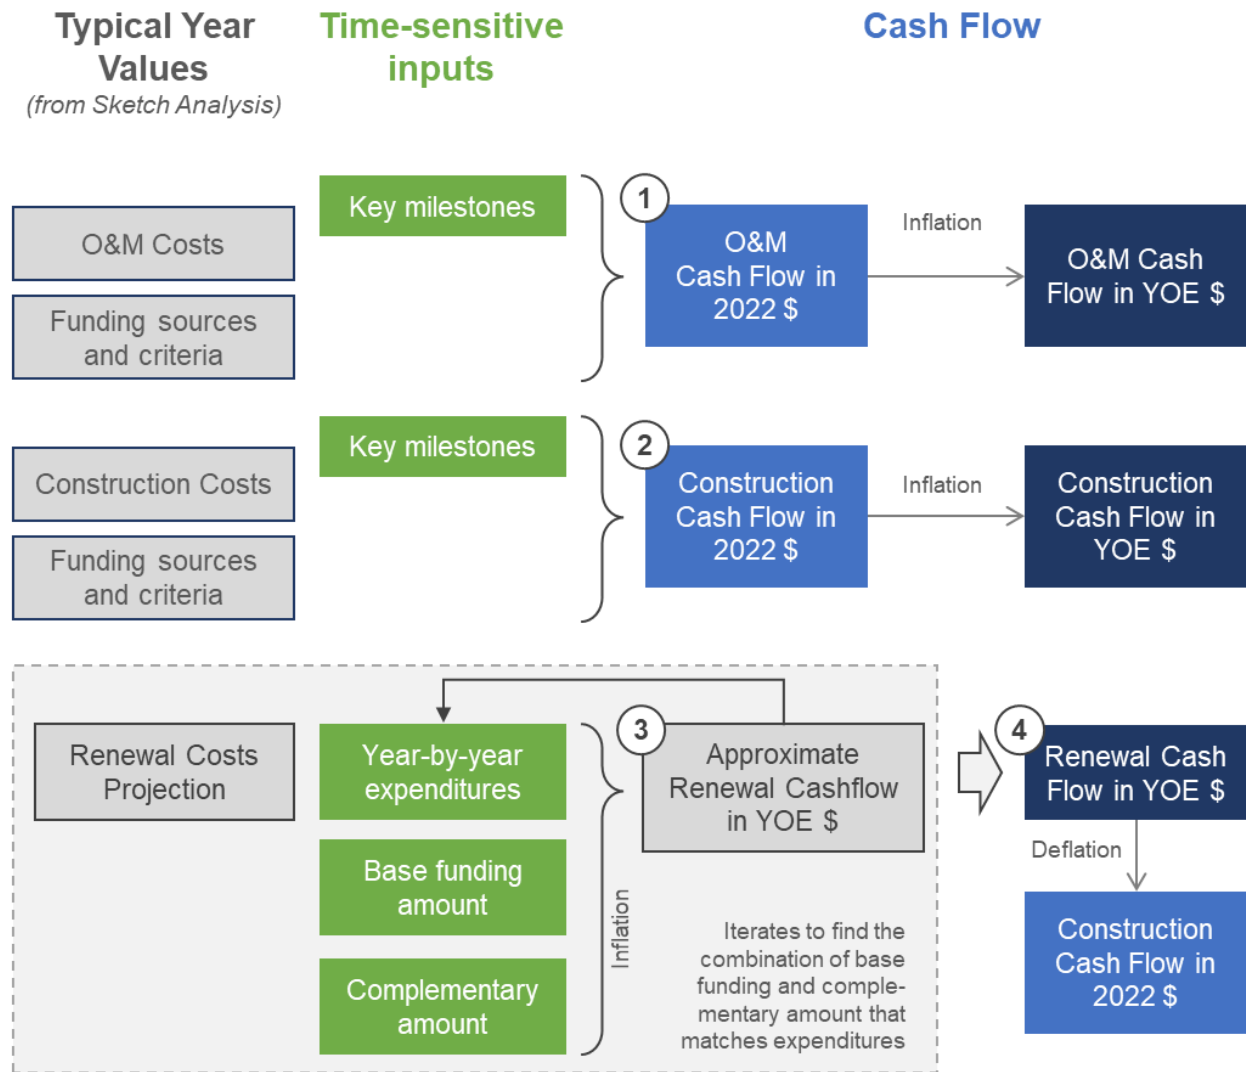 Typical Year
Values
(from Sketch Analysis)
Time-sensitive
inputs
Cash Flow
O&M Costs
Funding sources
and criteria
Key milestones
1
O&M
Cash Flow in
2022 $
Inflation
O&M Cash
Flow in YOE $
Construction Costs
Funding sources
and criteria
Key milestones
2
Construction
Cash Flow in
2022 $
Inflation
Construction
Cash Flow in
YOE $
Renewal Costs
Projection
Year-by-year
expenditures
Base funding
amount
Complementary
amount
Inflation
3
Approximate
Renewal Cashflow
in YOE $
Iterates to find the
combination of base
funding and comple-
mentary amount that
matches expenditures
4
Renewal Cash
Flow in YOE $
Deflation
Construction
Cash Flow in
2022 $